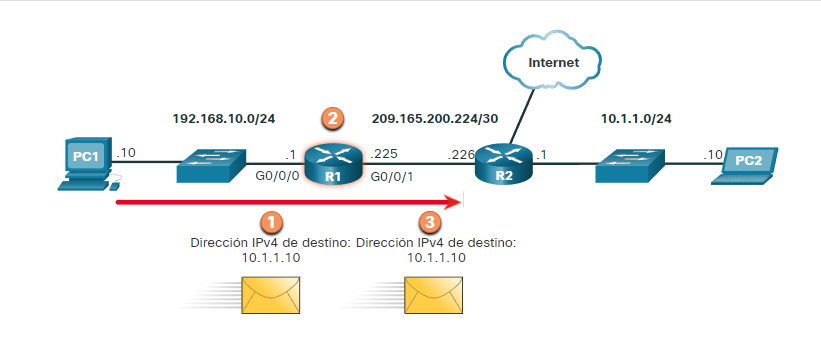 Internet
192.168.10.0/24
2
209.165.200.224/30
10.1.1.0/24
PC1
.10
.1
R1
.225
.226
R2
.1
.10
PC2
G0/0/0
G0/0/1
1
3
Dirección IPv4 de destino:
10.1.1.10
Dirección IPv4 de destino:
10.1.1.10